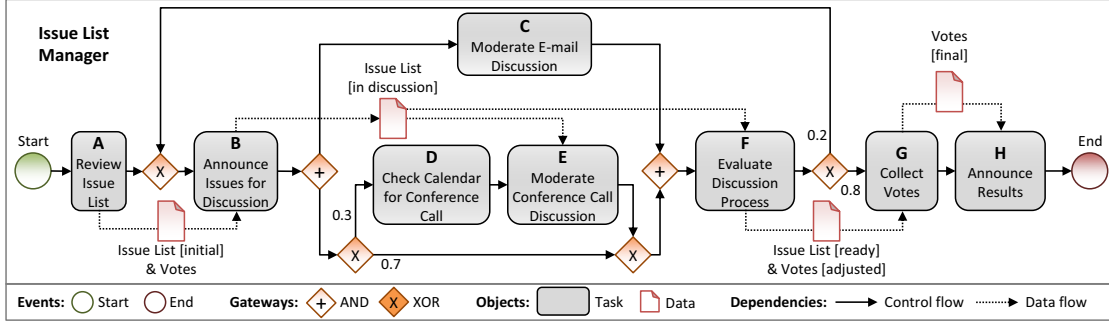 Issue List
Manager
C
Moderate E-mail
Discussion
Votes
[final]
Issue List
[in discussion]
Start
A
Review
Issue
List
X
B
Announce
Issues for
Discussion
+
D
Check Calendar
for Conference
Call
E
Moderate
Conference Call
Discussion
+
F
Evaluate
Discussion
Process
0.2
X
0.8
G
Collect
Votes
H
Announce
Results
End
0.3
X
0.7
X
Issue List [initial]
& Votes
Issue List [ready]
& Votes [adjusted]
Events: Start End Gateways: + AND X XOR Objects: Task Data Dependencies: Control flow Data flow